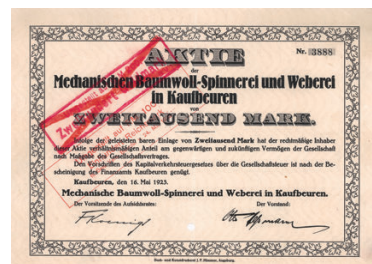 AKTIE
Nr. 3888
der
Mechanischen Baumwoll-Spinnerei und Weberei
in Kaufbeuren
von
ZWEITAUSEND MARK.
Infolge der geleisteten baren Einlage von Zweitausend Mark hat der rechtmäßige Inhaber
dieser Aktie verhältnismäßigen Anteil am gegenwärtigen und zukünftigen Vermögen der Gesellschaft
nach Maßgabe des Gesellschaftsvertrages.
Den Vorschriften des Kapitalverkehrsteuergesetzes über die Gesellschaftsteuer ist nach der Be-
scheinigung des Finanzamts Kaufbeuren genügt.
Kaufbeuren, den 16. Mai 1923.
Mechanische Baumwoll-Spinnerei und Weberei in Kaufbeuren.
Der Vorsitzende des Aufsichtsrates:
Der Vorstand: